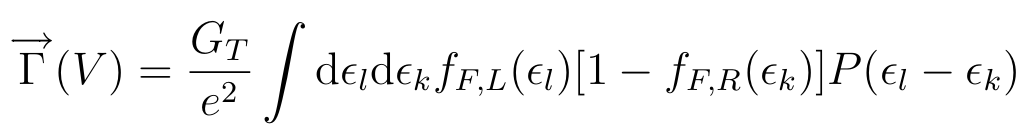 $\overrightarrow{\Gamma}(V) = \frac{G_T}{e^2} \int \mathrm{d}\epsilon_l \mathrm{d}\epsilon_k f_{F,L}(\epsilon_l)[1 - f_{F,R}(\epsilon_k)]P(\epsilon_l - \epsilon_k)$